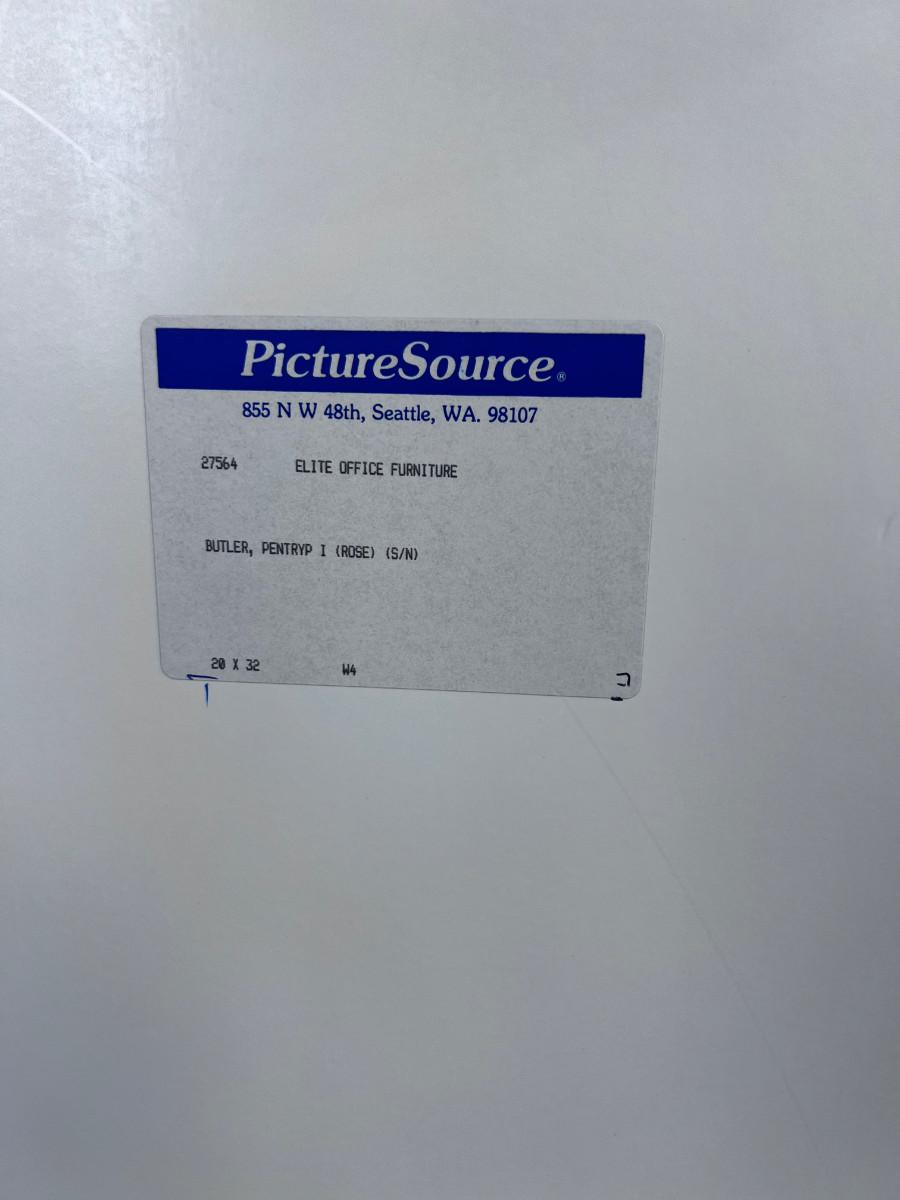 PictureSource®
855 N W 48th, Seattle, WA. 98107
27564 ELITE OFFICE FURNITURE
BUTLER, PENTRYP I (ROSE) (S/N)
20 X 32 W4